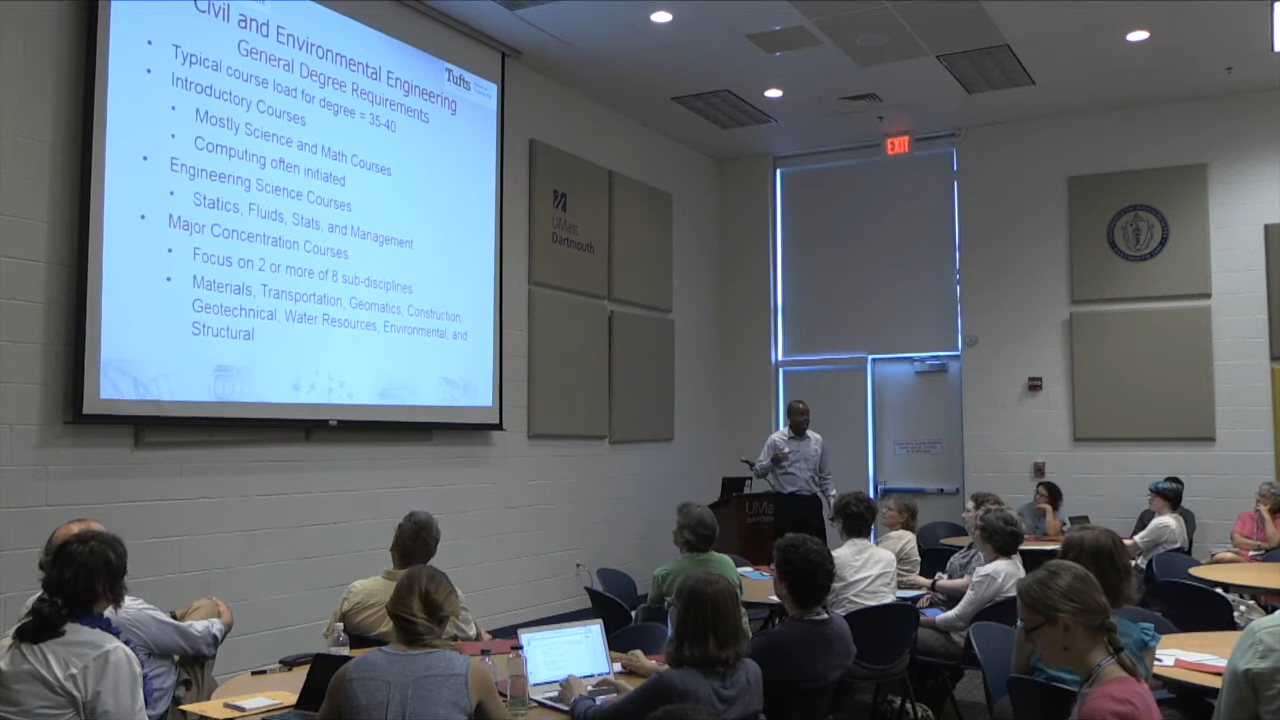 Civil and Environmental Engineering
General Degree Requirements
Tufts
• Typical course load for degree = 35-40
• Introductory Courses
• Mostly Science and Math Courses
• Computing often initiated
• Engineering Science Courses
• Statics, Fluids, Stats, and Management
• Major Concentration Courses
• Focus on 2 or more of 8 sub-disciplines
• Materials, Transportation, Geomatics, Construction,
Geotechnical, Water Resources, Environmental, and
Structural
UMass
Dartmouth
EXIT
UMa